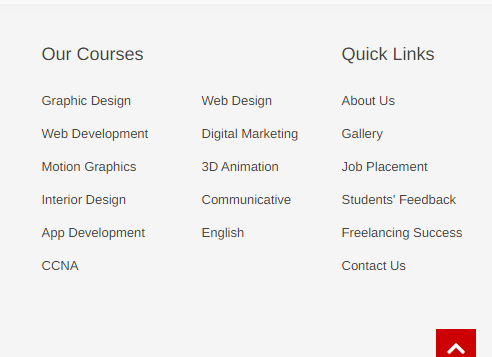 Our Courses
Graphic Design
Web Development
Motion Graphics
Interior Design
App Development
CCNA
Web Design
Digital Marketing
3D Animation
Communicative
English
Quick Links
About Us
Gallery
Job Placement
Students' Feedback
Freelancing Success
Contact Us